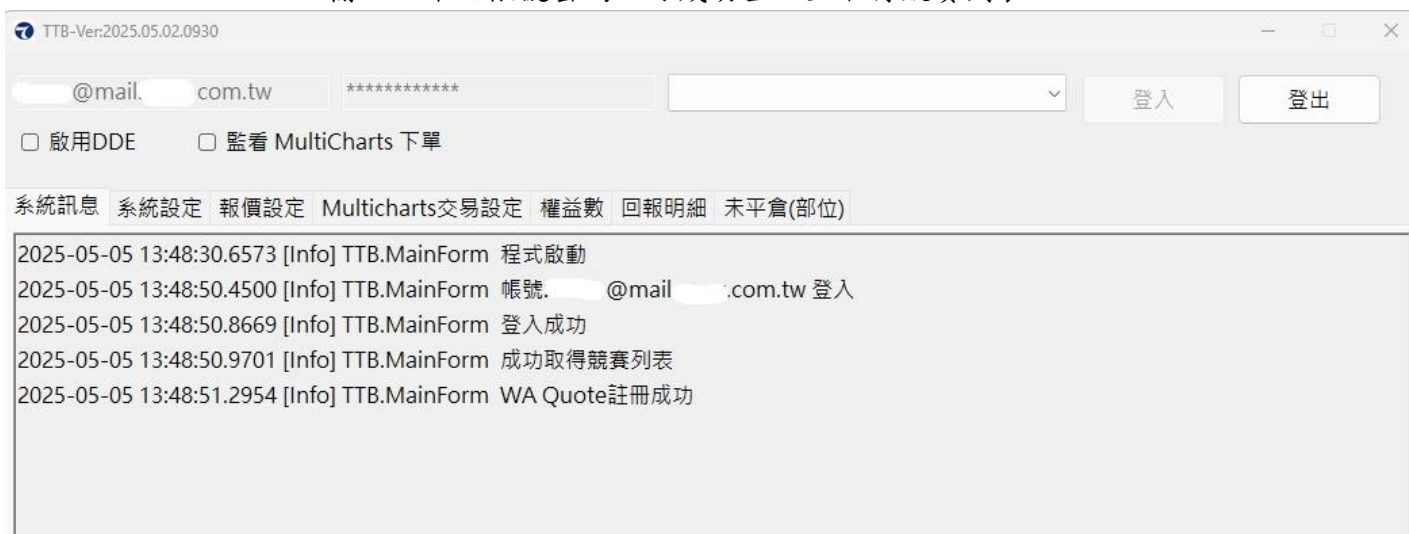 TTB-Ver:2025.05.02.0930
@mail. com.tw ************ 登入 登出
啟用DDE 監看 MultiCharts 下單
系統訊息 系統設定 報價設定 Multicharts交易設定 權益數 回報明細 未平倉(部位)
2025-05-05 13:48:30.6573 [Info] TTB.MainForm 程式啟動
2025-05-05 13:48:50.4500 [Info] TTB.MainForm 帳號. @mail .com.tw 登入
2025-05-05 13:48:50.8669 [Info] TTB.MainForm 登入成功
2025-05-05 13:48:50.9701 [Info] TTB.MainForm 成功取得競賽列表
2025-05-05 13:48:51.2954 [Info] TTB.MainForm WA Quote註冊成功